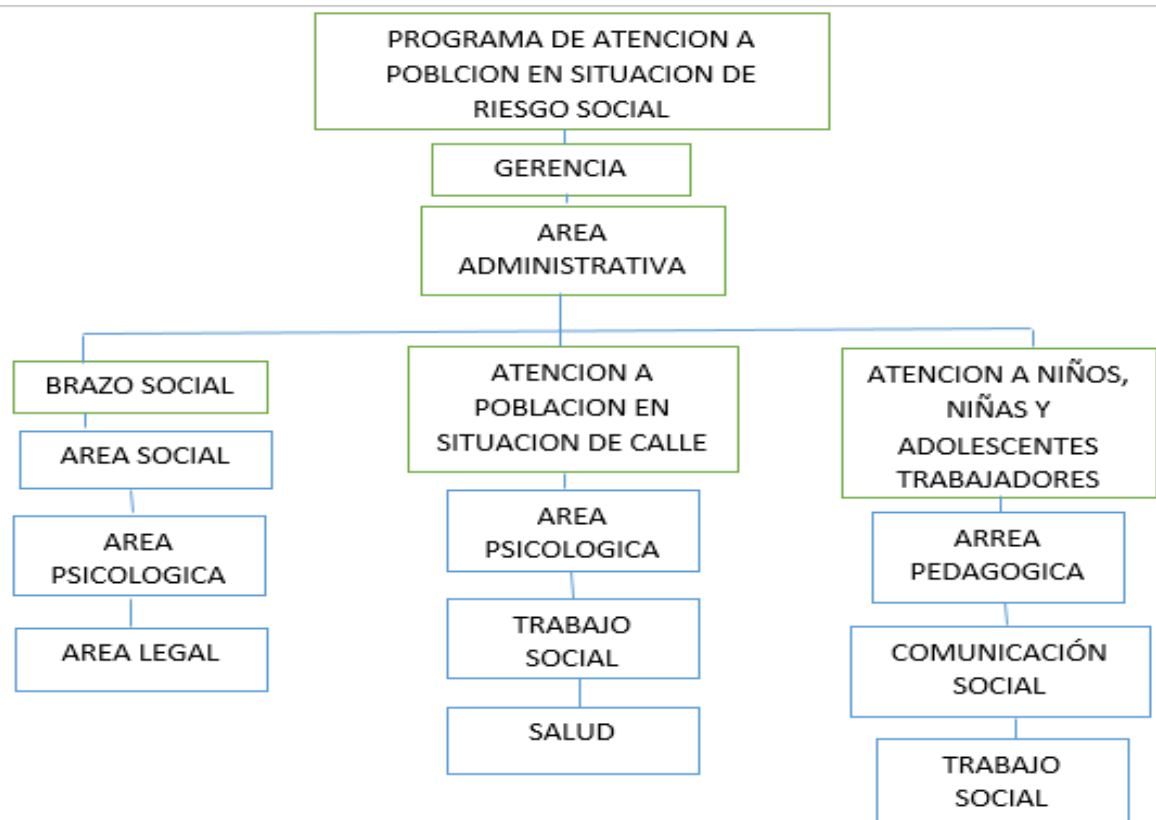 PROGRAMA DE ATENCION A
POBLCION EN SITUACION DE
RIESGO SOCIAL
GERENCIA
AREA
ADMINISTRATIVA
BRAZO SOCIAL
AREA SOCIAL
AREA
PSICOLOGICA
AREA LEGAL
ATENCION A
POBLACION EN
SITUACION DE CALLE
AREA
PSICOLOGICA
TRABAJO
SOCIAL
SALUD
ATENCION A NIÑOS,
NIÑAS Y
ADOLESCENTES
TRABAJADORES
ARREA
PEDAGOGICA
COMUNICACIÓN
SOCIAL
TRABAJO
SOCIAL